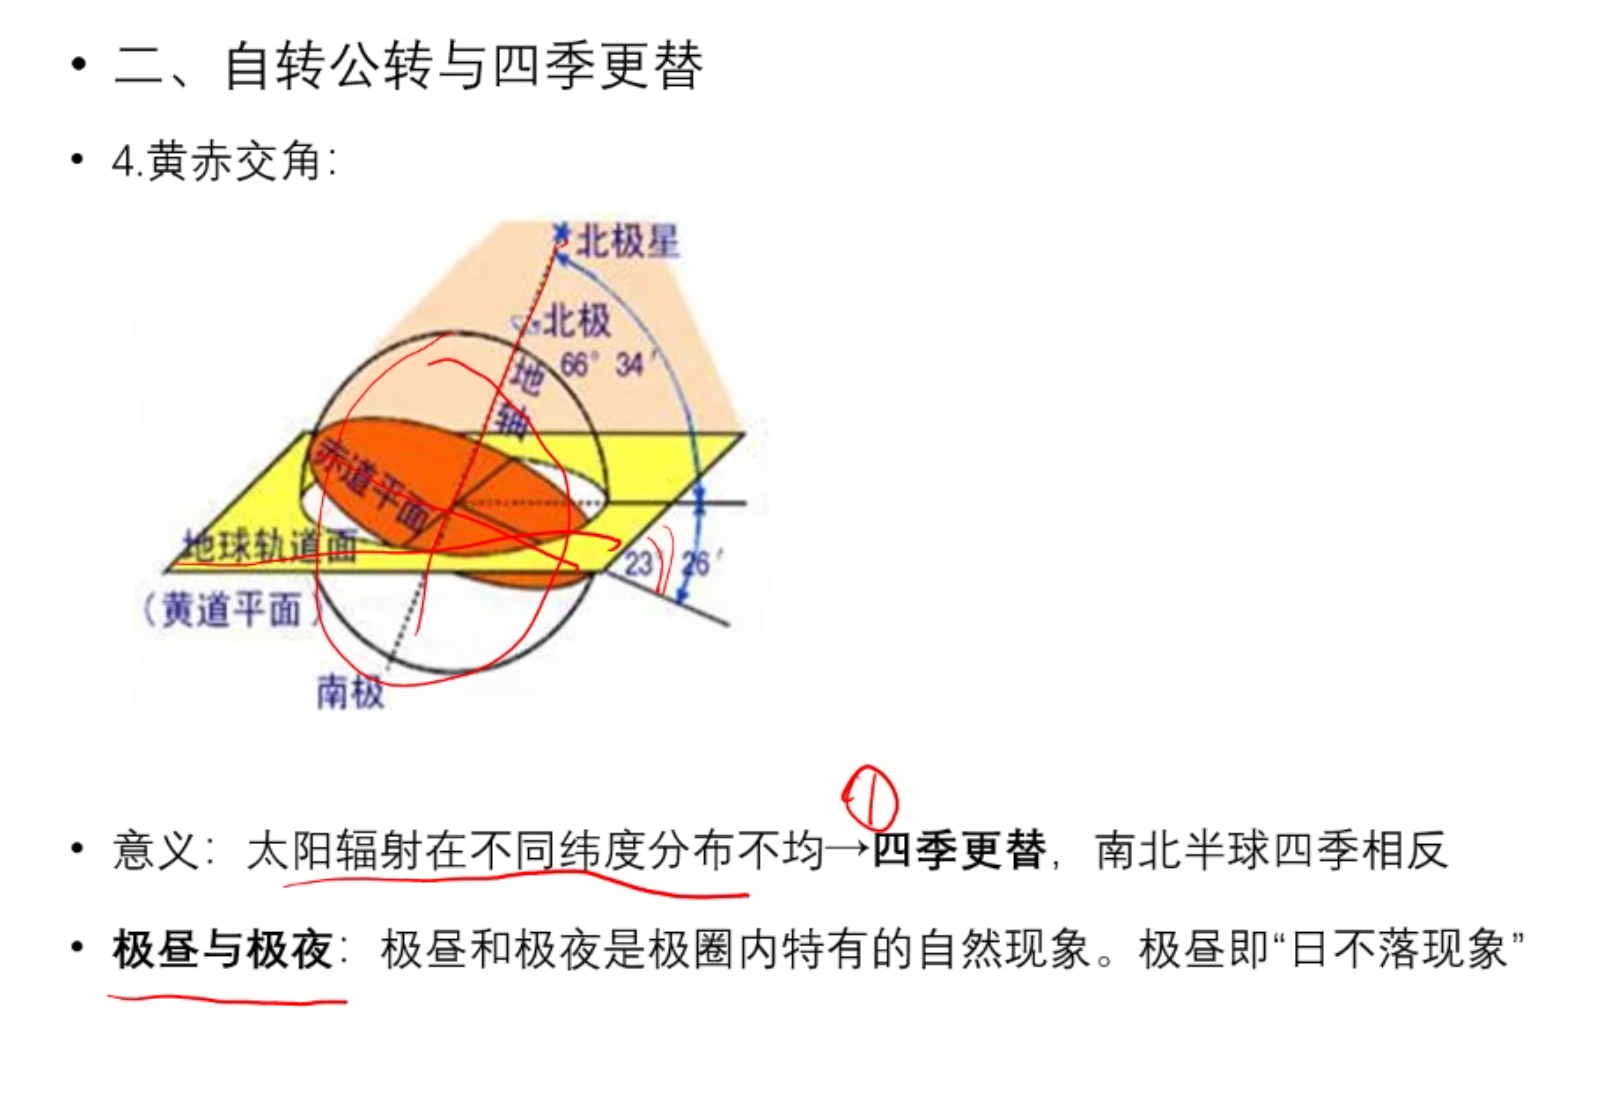 • 二、自转公转与四季更替
• 4.黄赤交角：
北极星
北极
66° 34′
地轴
赤道平面
地球轨道面
23 26′
（黄道平面）
南极
①
• 意义：太阳辐射在不同纬度分布不均→四季更替，南北半球四季相反
• 极昼与极夜：极昼和极夜是极圈内特有的自然现象。极昼即“日不落现象”